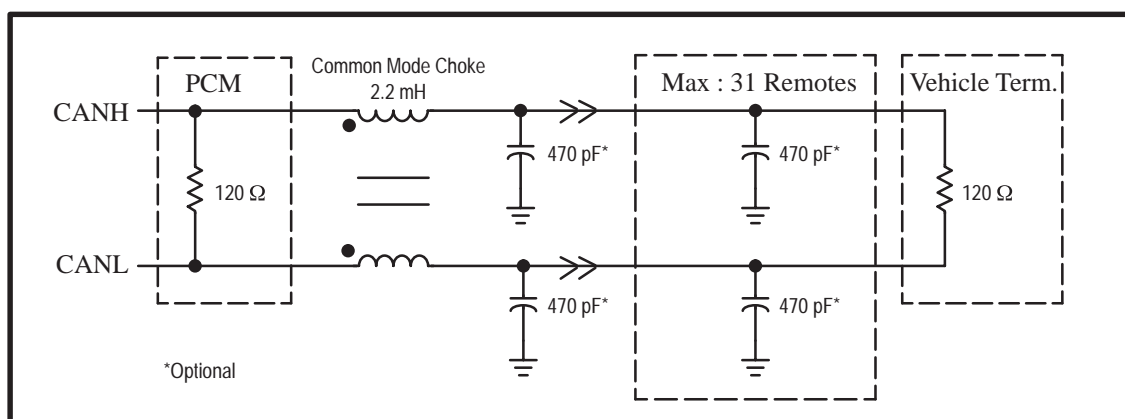 PCM
Common Mode Choke
2.2 mH
Max : 31 Remotes
Vehicle Term.
CANH
470 pF*
470 pF*
120 Ω
120 Ω
CANL
470 pF*
470 pF*
*Optional